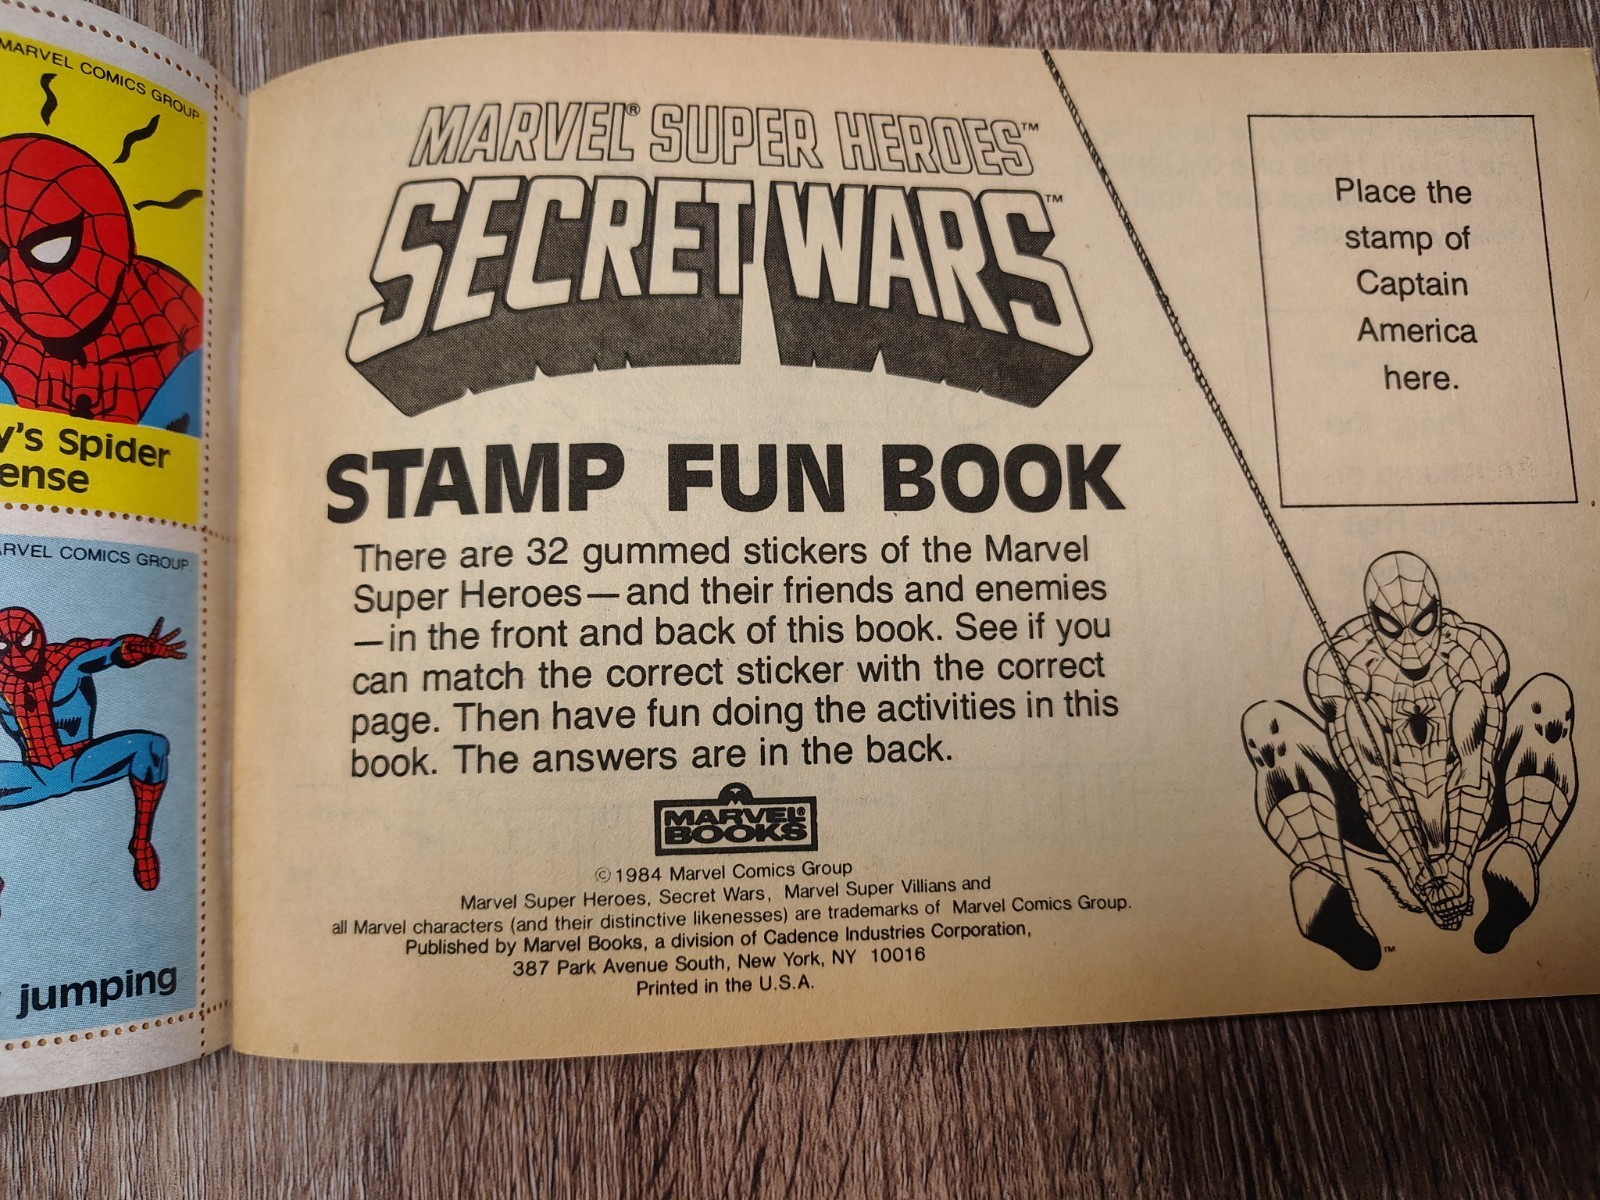 MARVEL COMICS GROUP
y's Spider
ense
ARVEL COMICS GROUP
jumping
MARVEL® SUPER HEROES™
SECRET WARS™
STAMP FUN BOOK
There are 32 gummed stickers of the Marvel
Super Heroes—and their friends and enemies
—in the front and back of this book. See if you
can match the correct sticker with the correct
page. Then have fun doing the activities in this
book. The answers are in the back.
MARVEL®
BOOKS
© 1984 Marvel Comics Group
Marvel Super Heroes, Secret Wars, Marvel Super Villians and
all Marvel characters (and their distinctive likenesses) are trademarks of Marvel Comics Group.
Published by Marvel Books, a division of Cadence Industries Corporation,
387 Park Avenue South, New York, NY 10016
Printed in the U.S.A.
Place the
stamp of
Captain
America
here.
™